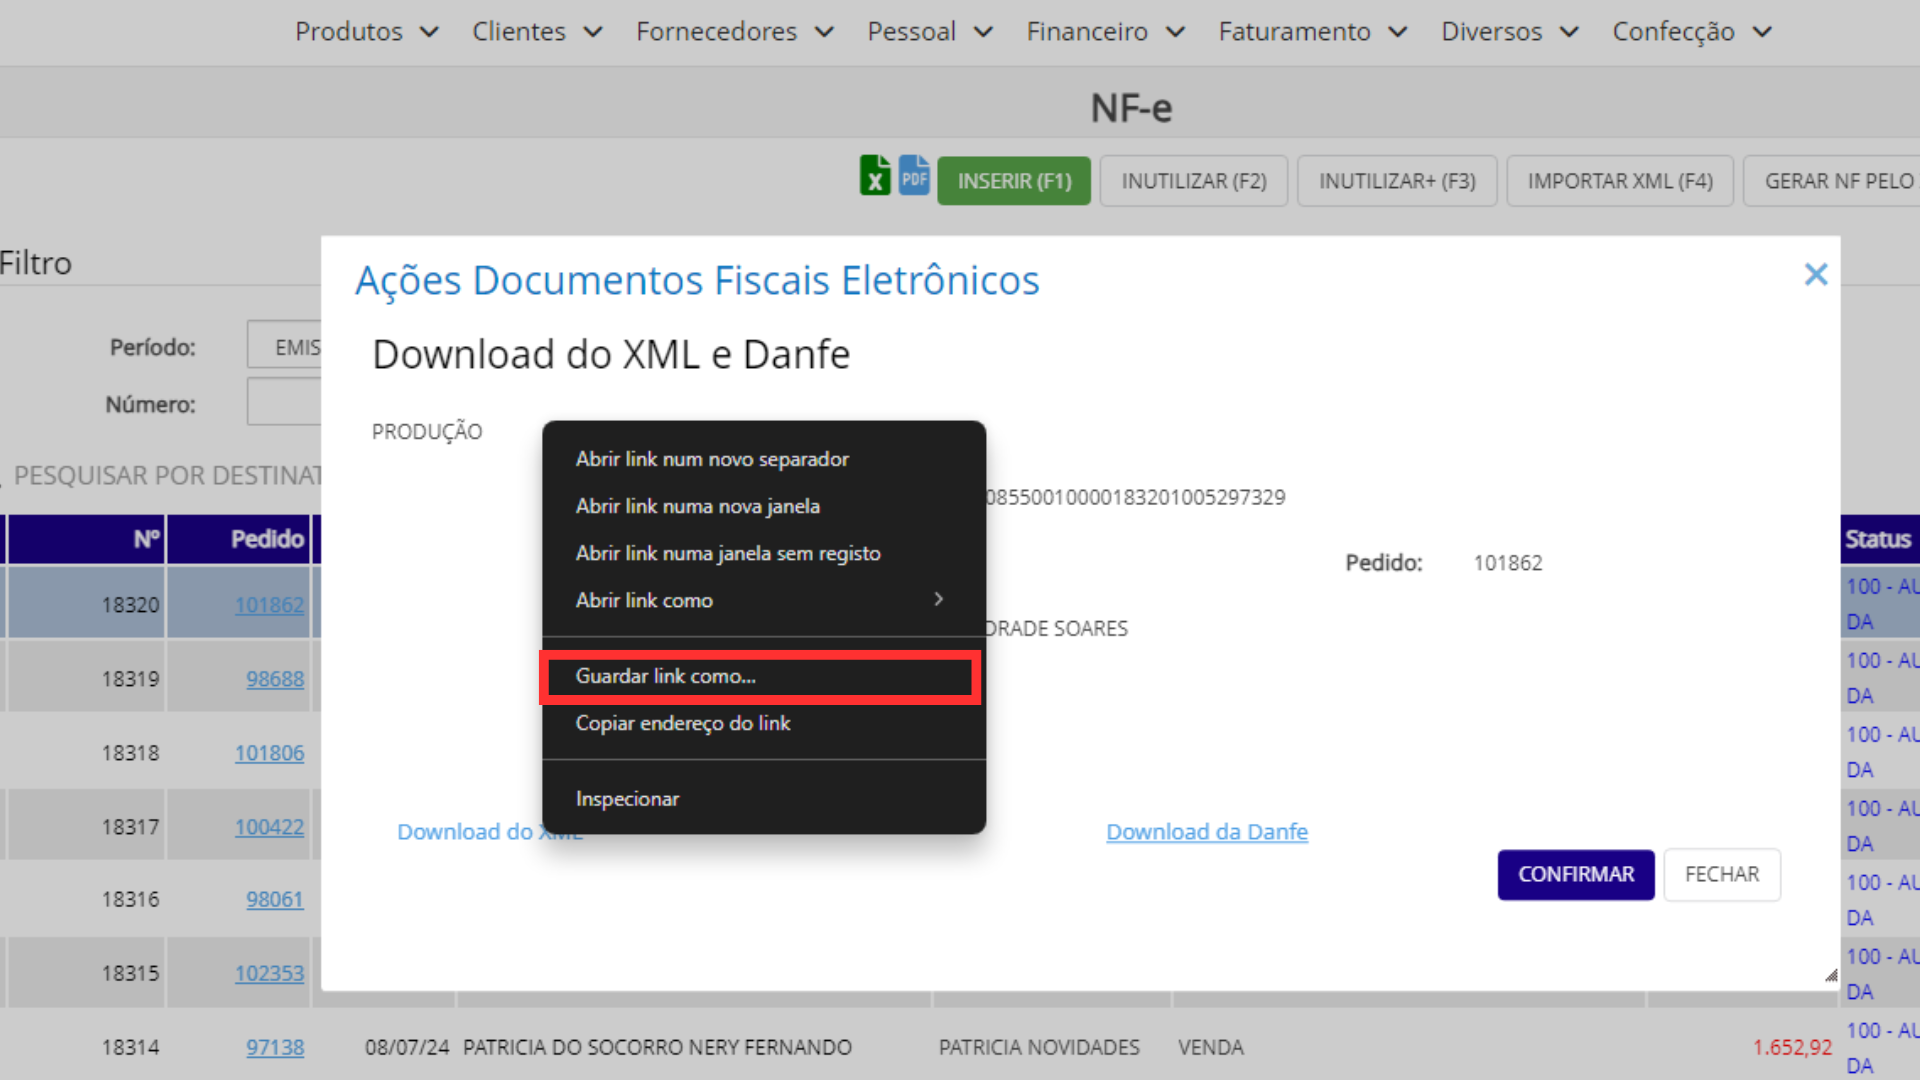 Produtos Clientes Fornecedores Pessoal Financeiro Faturamento Diversos Confecção
NF-e
X PDF INSERIR (F1) INUTILIZAR (F2) INUTILIZAR+ (F3) IMPORTAR XML (F4) GERAR NF PELO
Filtro
Ações Documentos Fiscais Eletrônicos
Período: EMIS
Download do XML e Danfe
Número:
PRODUÇÃO
Abrir link num novo separador
PESQUISAR POR DESTINAT
Abrir link numa nova janela
08550010000183201005297329
Nº Pedido Status
Abrir link numa janela sem registo
Pedido: 101862
Abrir link como
18320 101862 100 - AU
DA
DRADE SOARES
Guardar link como...
18319 98688 100 - AU
DA
Copiar endereço do link
18318 101806 100 - AU
DA
Inspecionar
18317 100422 100 - AU
DA
Download do XML Download da Danfe
CONFIRMAR FECHAR
18316 98061 100 - AU
DA
18315 102353 100 - AU
DA
18314 97138 08/07/24 PATRICIA DO SOCORRO NERY FERNANDO PATRICIA NOVIDADES VENDA 1.652,92 100 - AU
DA